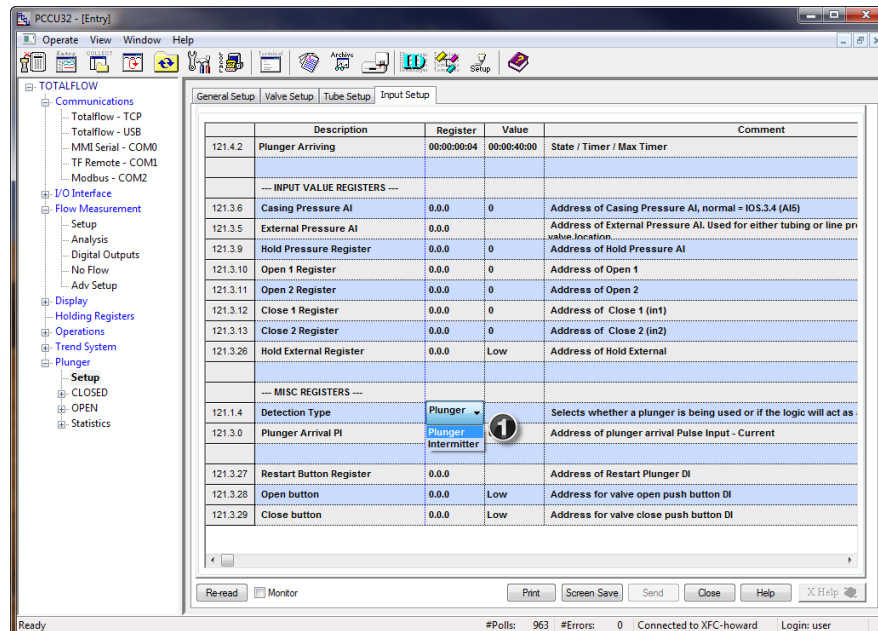 PCCU32 - [Entry]
Operate View Window Help
Entry COLLECT Terminal Archive ID Setup
TOTALFLOW
Communications
Totalflow - TCP
Totalflow - USB
MMI Serial - COM0
TF Remote - COM1
Modbus - COM2
I/O Interface
Flow Measurement
Setup
Analysis
Digital Outputs
No Flow
Adv Setup
Display
Holding Registers
Operations
Trend System
Plunger
Setup
CLOSED
OPEN
Statistics
General Setup Valve Setup Tube Setup Input Setup
Description Register Value Comment
121.4.2 Plunger Arriving 00:00:00:04 00:00:40:00 State / Timer / Max Timer
--- INPUT VALUE REGISTERS ---
121.3.6 Casing Pressure AI 0.0.0 0 Address of Casing Pressure AI, normal = IOS.3.4 (AI5)
121.3.5 External Pressure AI 0.0.0 Address of External Pressure AI. Used for either tubing or line pre
valve location
121.3.9 Hold Pressure Register 0.0.0 0 Address of Hold Pressure AI
121.3.10 Open 1 Register 0.0.0 0 Address of Open 1
121.3.11 Open 2 Register 0.0.0 0 Address of Open 2
121.3.12 Close 1 Register 0.0.0 0 Address of Close 1 (in1)
121.3.13 Close 2 Register 0.0.0 0 Address of Close 2 (in2)
121.3.26 Hold External Register 0.0.0 Low Address of Hold External
--- MISC REGISTERS ---
121.1.4 Detection Type Plunger Selects whether a plunger is being used or if the logic will act as
121.3.0 Plunger Arrival PI Plunger 1 Address of plunger arrival Pulse Input - Current
Intermitter
121.3.27 Restart Button Register 0.0.0 Address of Restart Plunger DI
121.3.28 Open button 0.0.0 Low Address for valve open push button DI
121.3.29 Close button 0.0.0 Low Address for valve close push button DI
Re-read Monitor Print Screen Save Send Close Help X Help
Ready #Polls: 963 #Errors: 0 Connected to XFC-howard Login: user